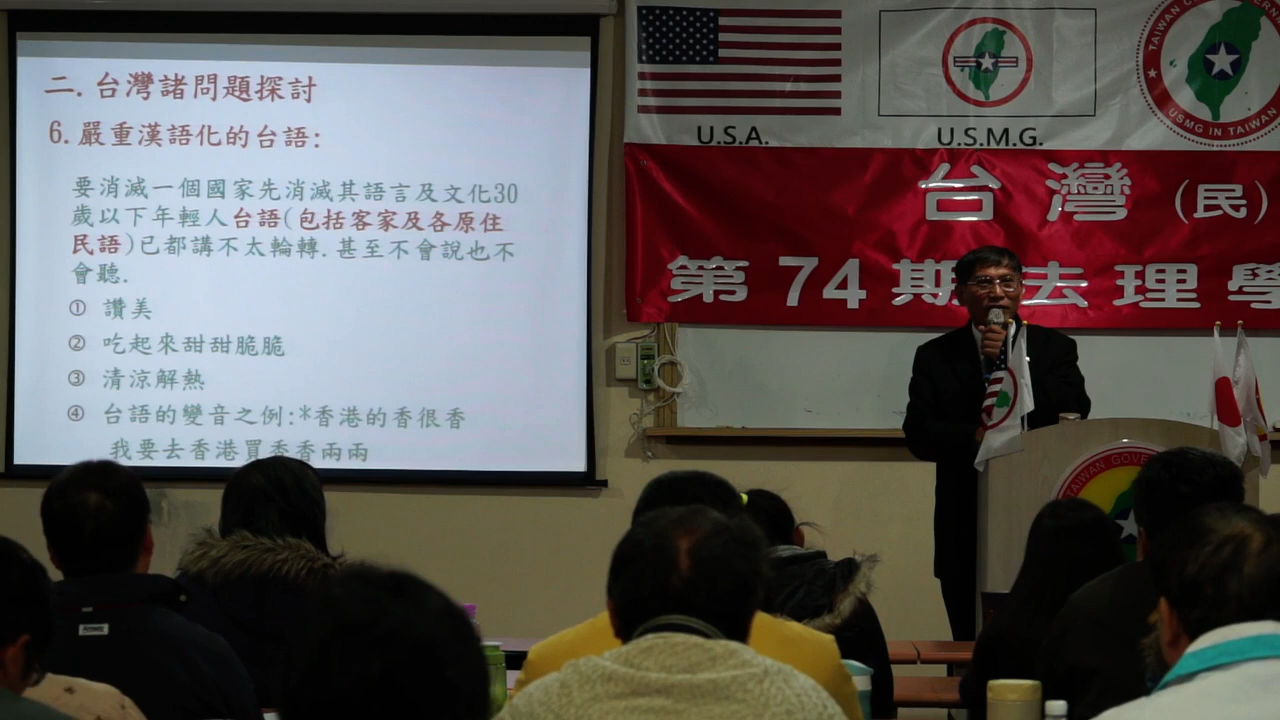 二. 台灣諸問題探討
6. 嚴重漢語化的台語:
要消滅一個國家先消滅其語言及文化30
歲以下年輕人台語(包括客家及各原住
民語)已都講不太輪轉. 甚至不會說也不
會聽.
① 讚美
② 吃起來甜甜脆脆
③ 清涼解熱
④ 台語的變音之例:*香港的香很香
我要去香港買香香兩兩
U.S.A.
U.S.M.G.
USMG IN TAIWAN
台灣(民)
第74期法理學
TAIWAN GOVE